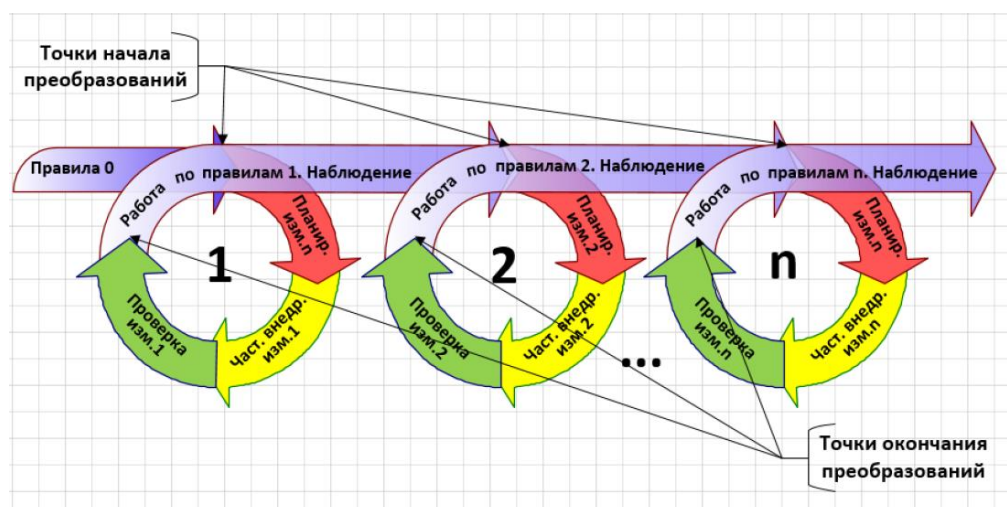 Точки начала
преобразований
Правила 0
Работа по правилам 1. Наблюдение
Планир.
изм.n
Част. внедр.
изм.1
Проверка
изм.1
1
Работа по правилам 2. Наблюдение
Планир.
изм.2
Част. внедр.
изм.2
Проверка
изм.2
2
...
Работа по правилам n. Наблюдение
Планир.
изм.n
Част. внедр.
изм.n
Проверка
изм.n
n
Точки окончания
преобразований